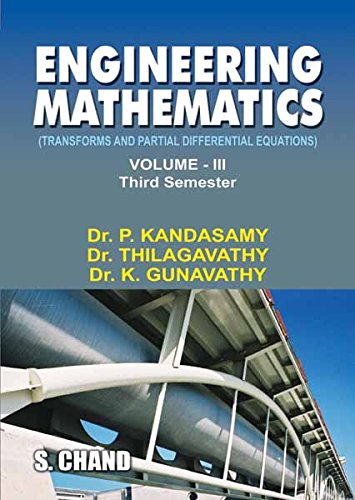 ENGINEERING
MATHEMATICS
(TRANSFORMS AND PARTIAL DIFFERENTIAL EQUATIONS)
VOLUME - III
Third Semester
Dr. P. KANDASAMY
Dr. THILAGAVATHY
Dr. K. GUNAVATHY
S. CHAND